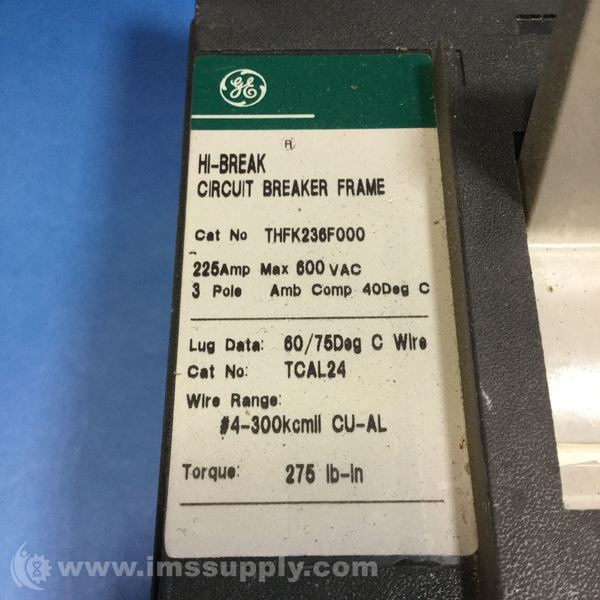 GE
HI-BREAK®
CIRCUIT BREAKER FRAME
Cat No THFK236F000
225Amp Max 600 VAC
3 Pole Amb Comp 40Deg C
Lug Data: 60/75Deg C Wire
Cat No: TCAL24
Wire Range:
#4-300kcmil CU-AL
Torque: 275 lb-in
www.imssupply.com